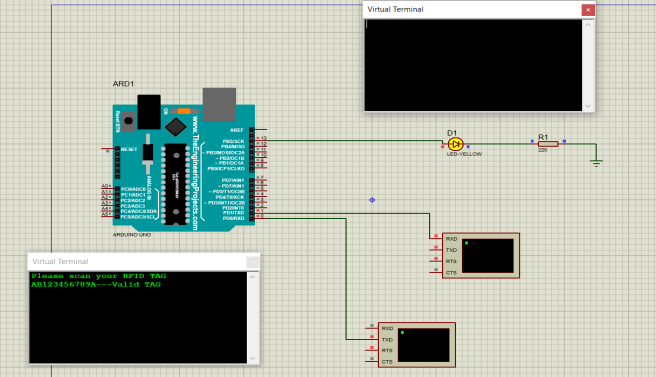 Virtual Terminal
ARD1
Reset BTN
ON
www.TheEngineeringProjects.com
AREF
13
PB5/SCK
12
PB4/MISO
11
PB3/MOSI/OC2A
10
~ PB2/OC1B
9
~ PB1/OC1A
8
PB0/ICP1/CLKO
RESET
ANALOG IN
7
PD7/AIN1
6
~ PD6/AIN0
5
~ PD5/T1/OC0B
4
PD4/T0/XCK
3
~ PD3/INT1/OC2B
2
PD2/INT0
1
PD1/TXD
0
PD0/RXD
A0
PC0/ADC0
A1
PC1/ADC1
A2
PC2/ADC2
A3
PC3/ADC3
A4
PC4/ADC4/SDA
A5
PC5/ADC5/SCL
ARDUINO UNO
D1
LED-YELLOW
R1
220
RXD
TXD
RTS
CTS
Virtual Terminal
Please scan your RFID TAG
AB123456789A---Valid TAG
RXD
TXD
RTS
CTS